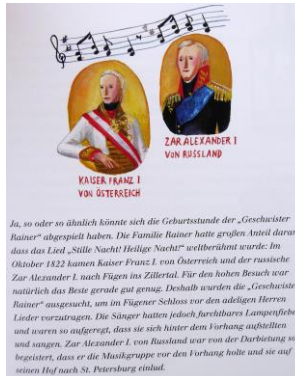 ZAR ALEXANDER I
VON RUSSLAND
KAISER FRANZ I
VON ÖSTERREICH
Ja, so oder so ähnlich könnte sich die Geburtsstunde der „Geschwister
Rainer“ abgespielt haben. Die Familie Rainer hatte großen Anteil daran
dass das Lied „Stille Nacht! Heilige Nacht!“ weltberühmt wurde: Im
Oktober 1822 kamen Kaiser Franz I. von Österreich und der russische
Zar Alexander I. nach Fügen ins Zillertal. Für den hohen Besuch war
natürlich das Beste gerade gut genug. Deshalb wurden die „Geschwister
Rainer“ ausgesucht, um im Fügener Schloss vor den adeligen Herren
Lieder vorzutragen. Die Sänger hatten jedoch furchtbares Lampenfieber
und waren so aufgeregt, dass sie sich hinter dem Vorhang aufstellten
und sangen. Zar Alexander I. von Russland war von der Darbietung so
begeistert, dass er die Musikgruppe vor den Vorhang holte und sie auf
seinen Hof nach St. Petersburg einlud.